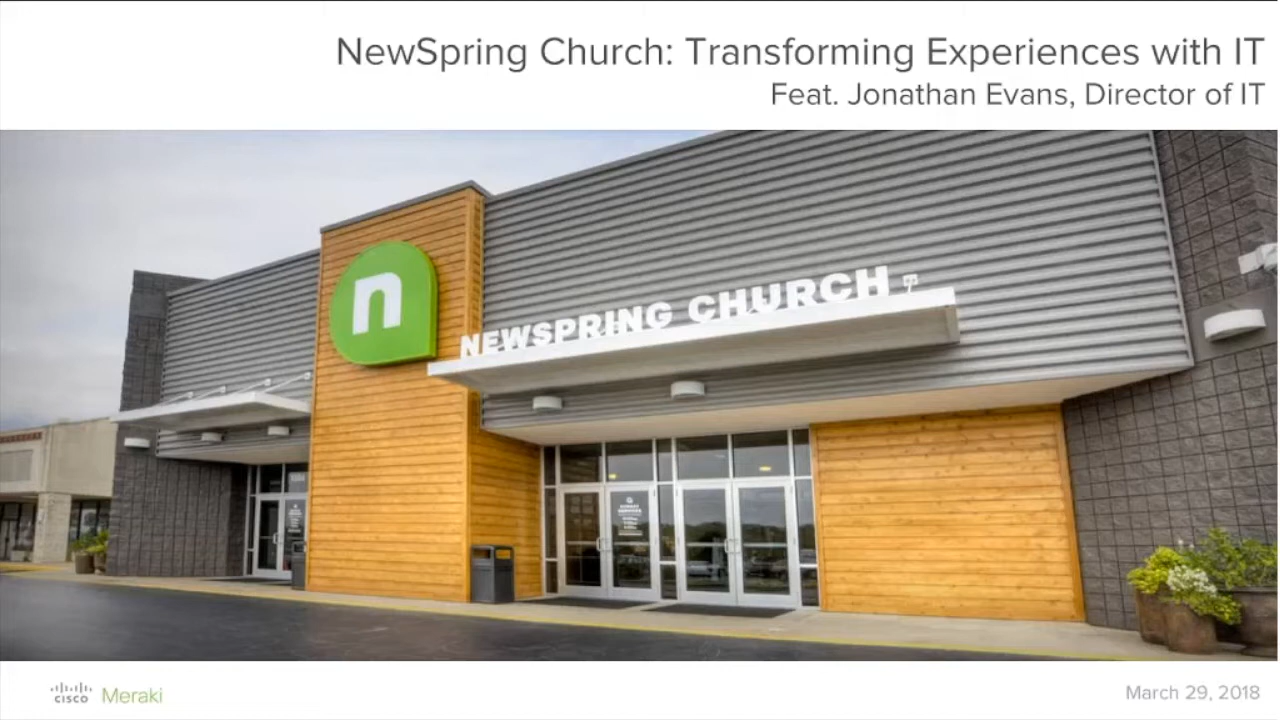 NewSpring Church: Transforming Experiences with IT
Feat. Jonathan Evans, Director of IT
n
NEWSPRING CHURCH
CISCO Meraki
March 29, 2018